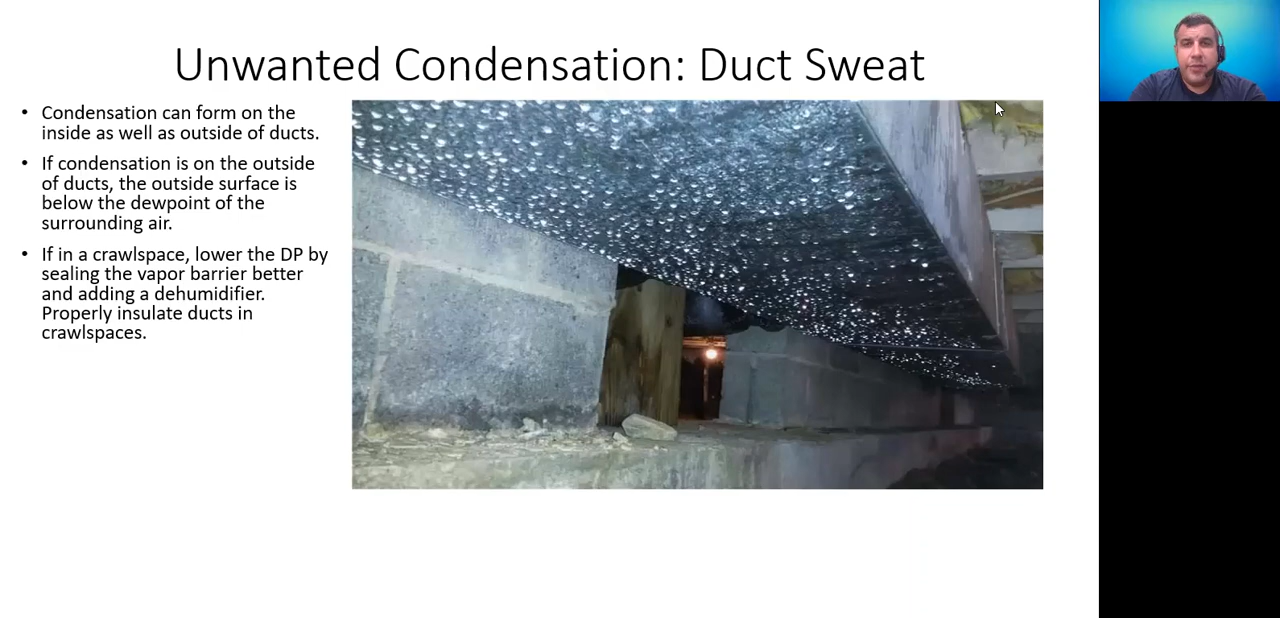 Unwanted Condensation: Duct Sweat
• Condensation can form on the
inside as well as outside of ducts.
• If condensation is on the outside
of ducts, the outside surface is
below the dewpoint of the
surrounding air.
• If in a crawlspace, lower the DP by
sealing the vapor barrier better
and adding a dehumidifier.
Properly insulate ducts in
crawlspaces.